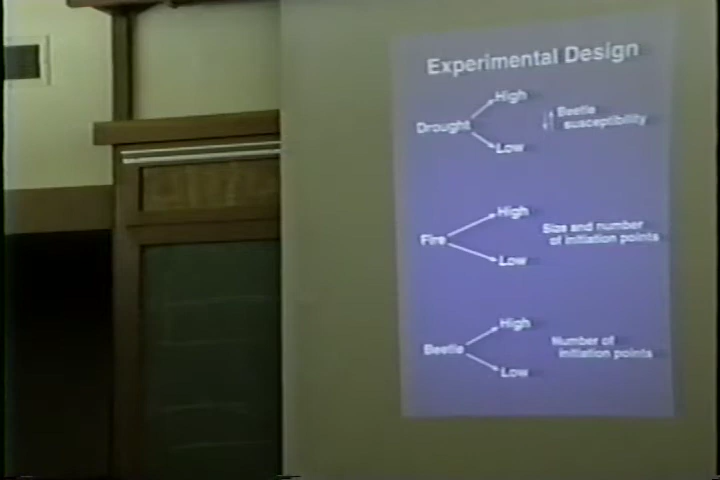 Experimental Design
High
Drought
Beetle
susceptibility
Low
High
Fire
Size and number
of initiation points
Low
High
Beetle
Number of
initiation points
Low